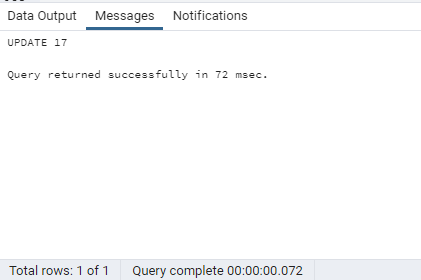 Data Output Messages Notifications
UPDATE 17
Query returned successfully in 72 msec.
Total rows: 1 of 1 Query complete 00:00:00.072